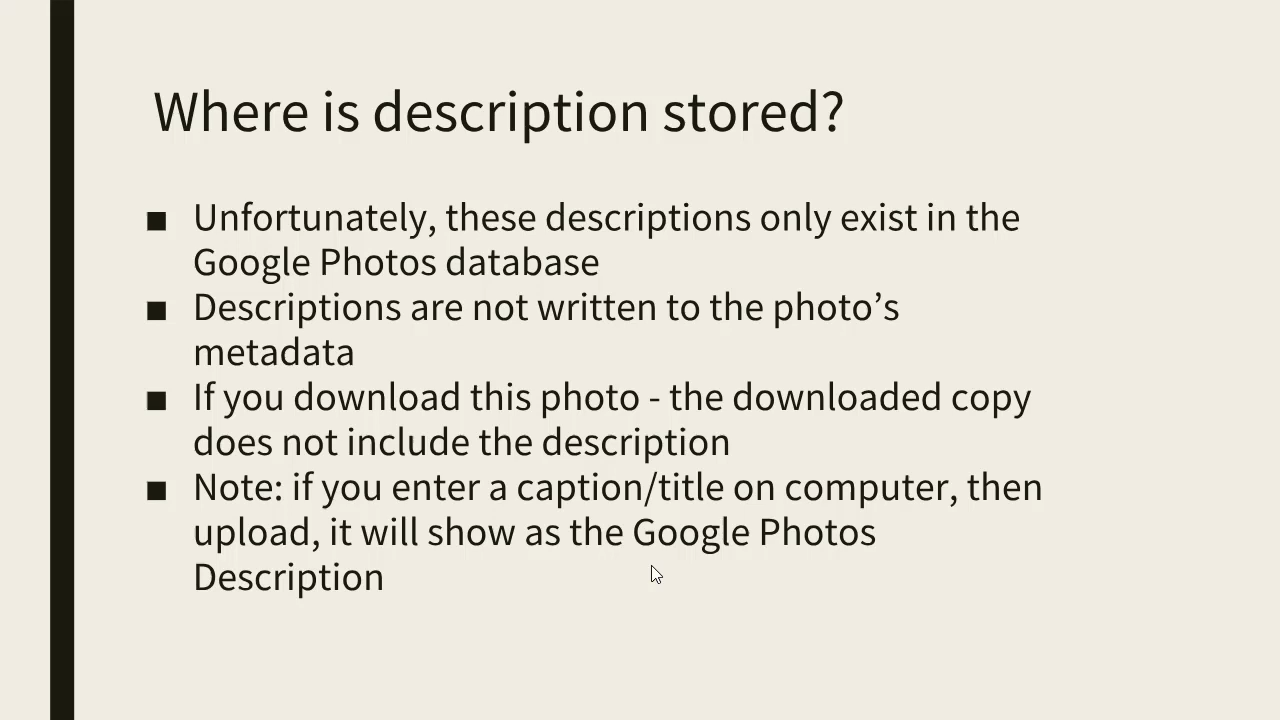 Where is description stored?
■ Unfortunately, these descriptions only exist in the
Google Photos database
■ Descriptions are not written to the photo’s
metadata
■ If you download this photo - the downloaded copy
does not include the description
■ Note: if you enter a caption/title on computer, then
upload, it will show as the Google Photos
Description